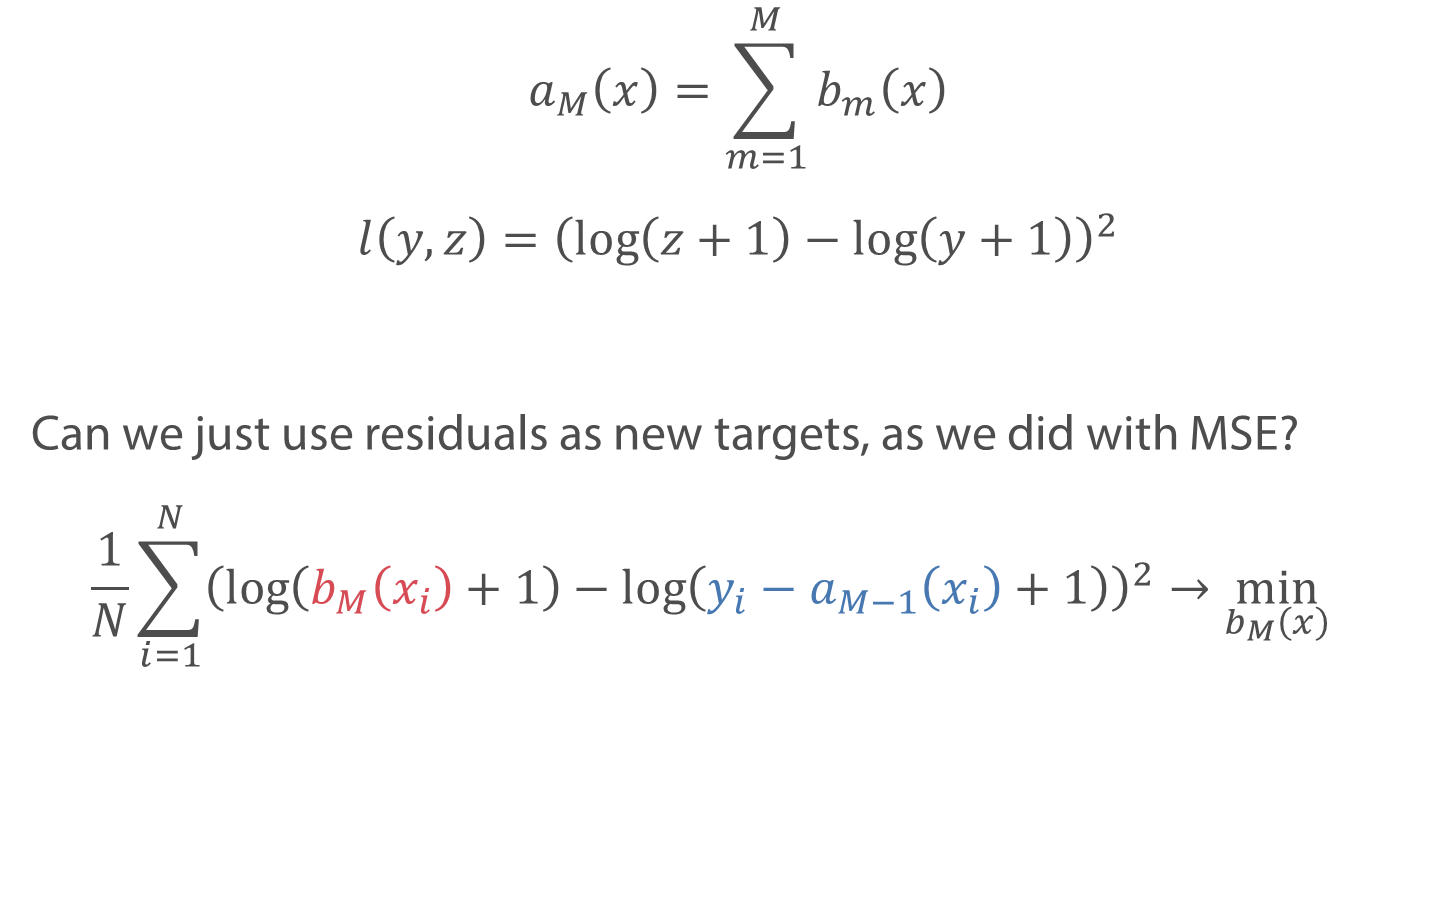 $a_M(x) = \sum_{m=1}^{M} b_m(x)$
$l(y, z) = (\log(z + 1) - \log(y + 1))^2$
Can we just use residuals as new targets, as we did with MSE?
$\frac{1}{N} \sum_{i=1}^{N} (\log(b_M(x_i) + 1) - \log(y_i - a_{M-1}(x_i) + 1))^2 \rightarrow \min_{b_M(x)}$